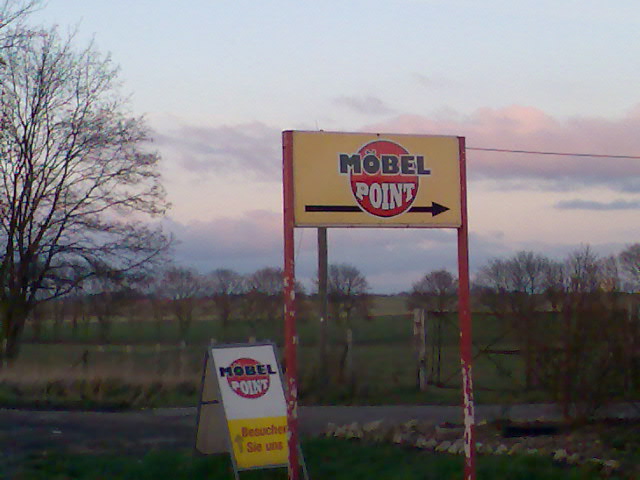 MÖBEL
POINT
MÖBEL
POINT
Besuchen
Sie uns